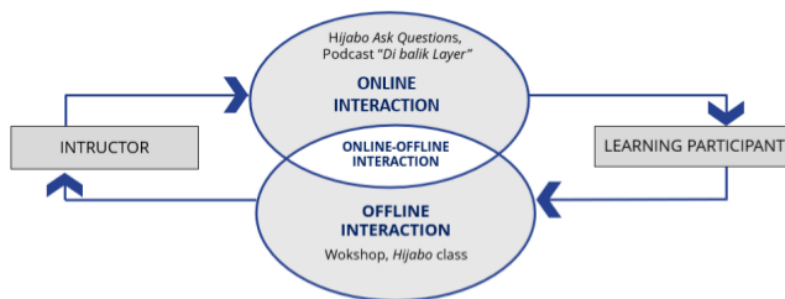 Hijabo Ask Questions,
Podcast “Di balik Layer”
ONLINE
INTERACTION
INTRUCTOR
ONLINE-OFFLINE
INTERACTION
LEARNING PARTICIPANT
OFFLINE
INTERACTION
Wokshop, Hijabo class